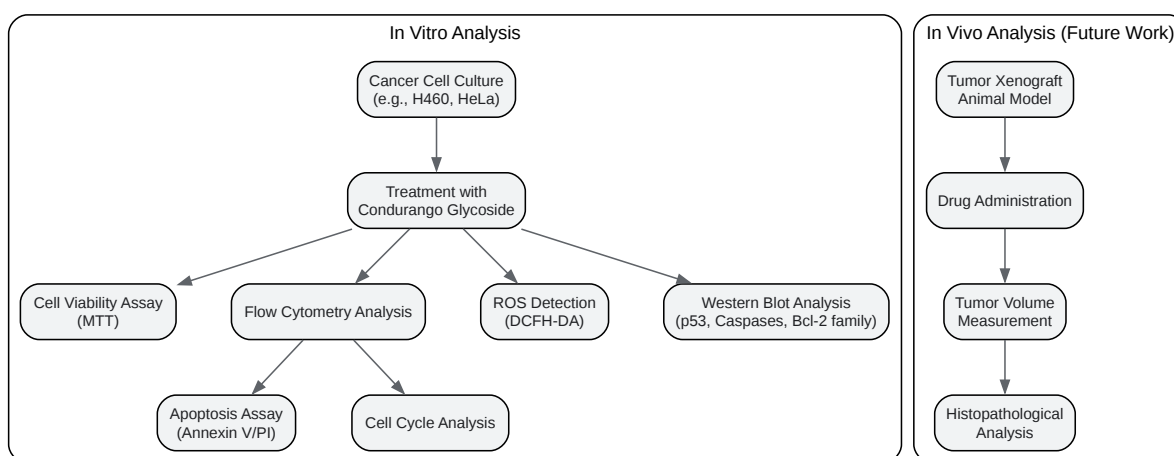 In Vitro Analysis
Cancer Cell Culture
(e.g., H460, HeLa)
Treatment with
Condurango Glycoside
Cell Viability Assay
(MTT)
Flow Cytometry Analysis
ROS Detection
(DCFH-DA)
Western Blot Analysis
(p53, Caspases, Bcl-2 family)
Apoptosis Assay
(Annexin V/PI)
Cell Cycle Analysis
In Vivo Analysis (Future Work)
Tumor Xenograft
Animal Model
Drug Administration
Tumor Volume
Measurement
Histopathological
Analysis